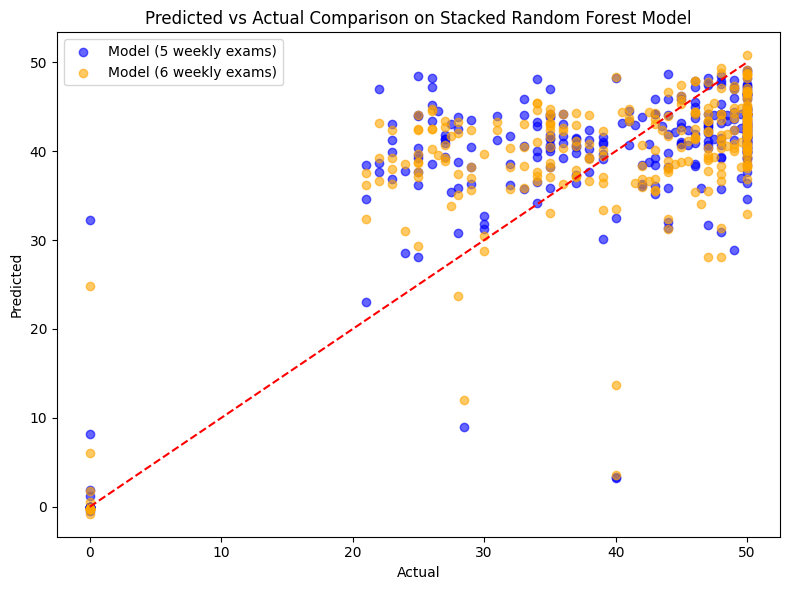 Predicted vs Actual Comparison on Stacked Random Forest Model
Model (5 weekly exams)
Model (6 weekly exams)
Predicted
50
40
30
20
10
0
0 10 20 30 40 50
Actual